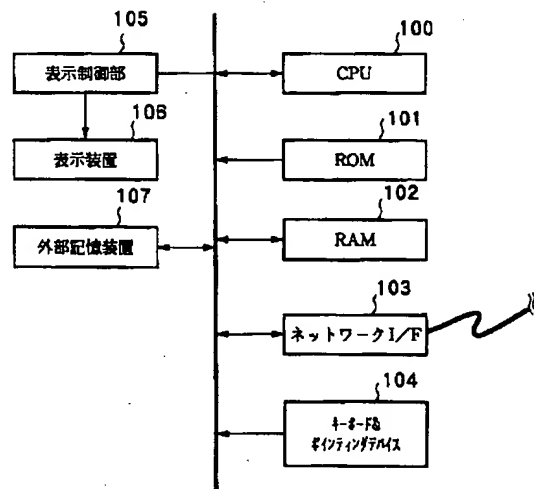 105
表示制御部
106
表示装置
107
外部記憶装置
100
CPU
101
ROM
102
RAM
103
ネットワークI/F
104
キーボード&
ポインティングデバイス